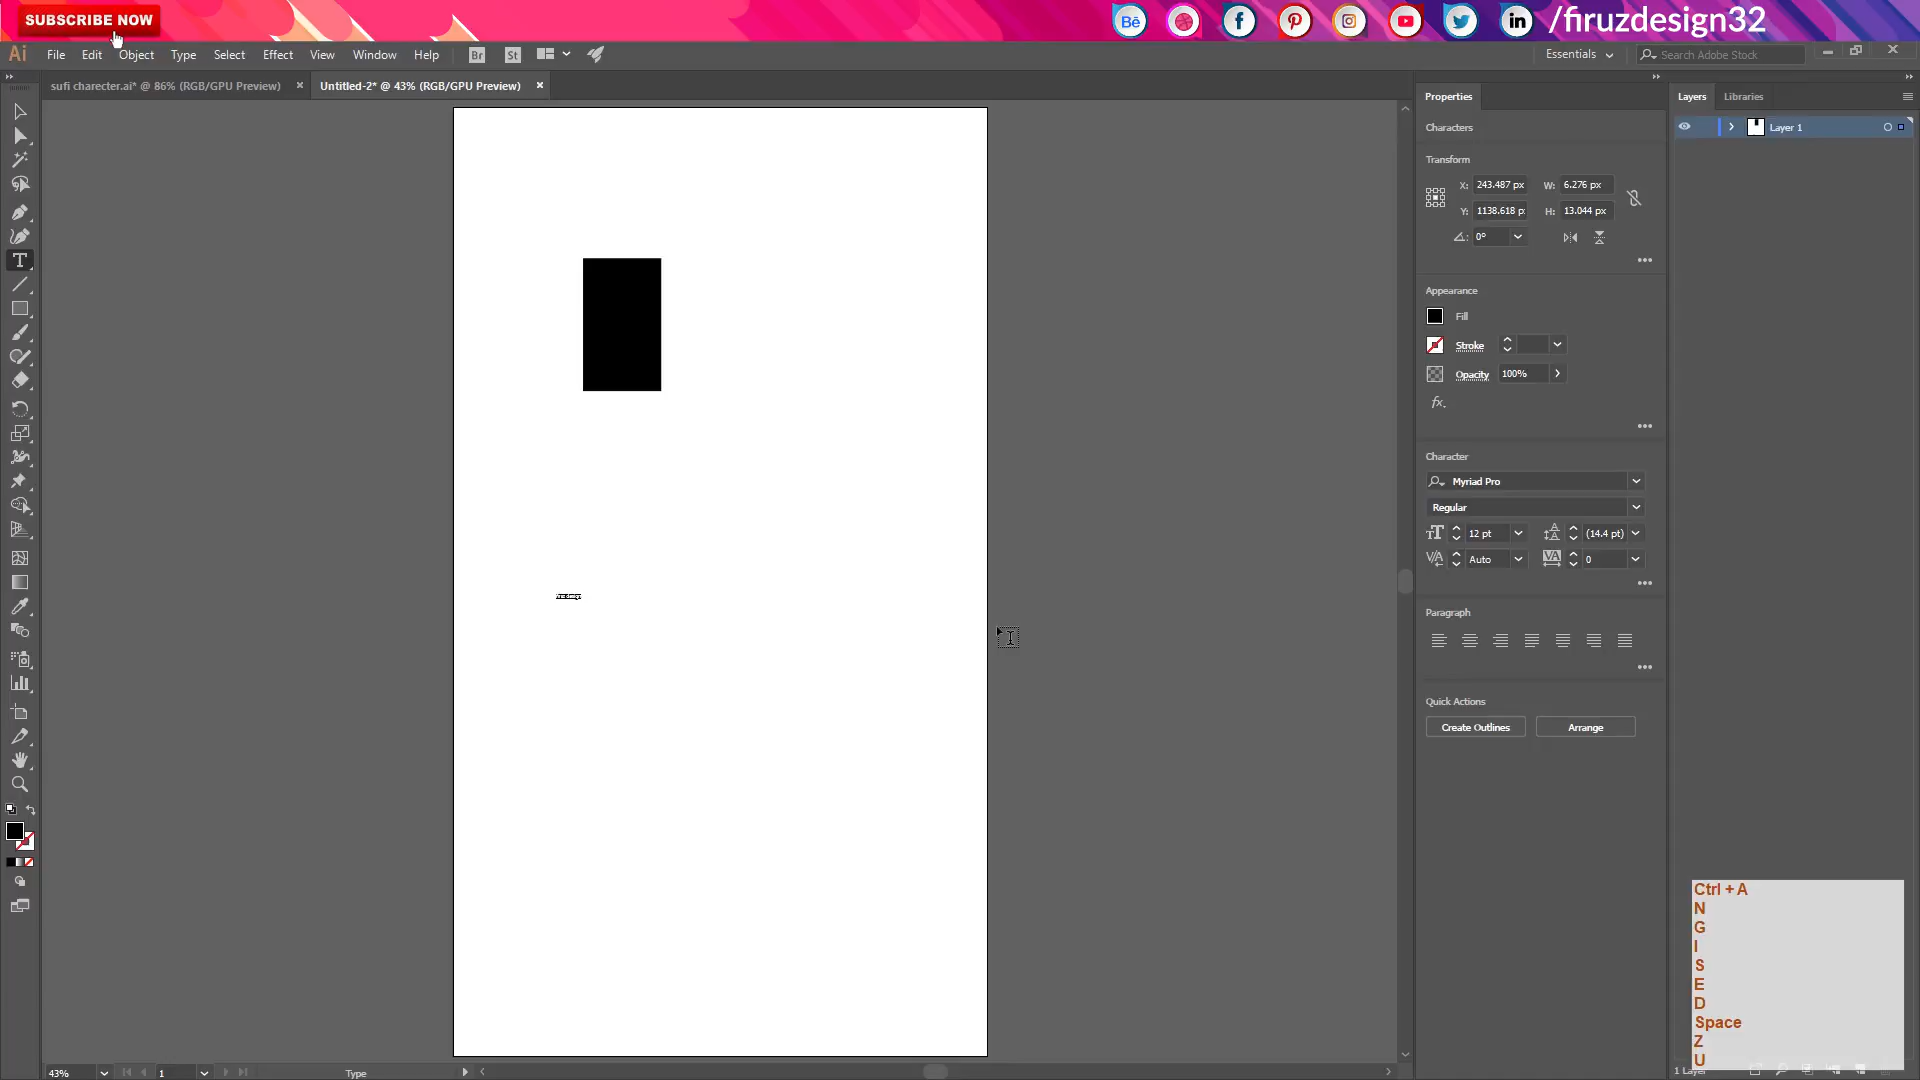 SUBSCRIBE NOW
Bē
in
/firuzdesign32
Ai
File Edit Object Type Select Effect View Window Help
Br
St
Essentials
Search Adobe Stock
sufi charecter.ai* @ 86% (RGB/GPU Preview) ×
Untitled-2* @ 43% (RGB/GPU Preview) ×
Properties
Layers
Libraries
Characters
Layer 1
Transform
X: 243.487 px W: 6.276 px
Y: 1138.618 p H: 13.044 px
0°
Appearance
Fill
Stroke
Opacity 100%
fx.
Character
Myriad Pro
Regular
12 pt
(14.4 pt)
Auto
0
Paragraph
Quick Actions
Create Outlines
Arrange
Ctrl + A
N
G
I
S
E
D
Space
Z
U
43%
1
Type